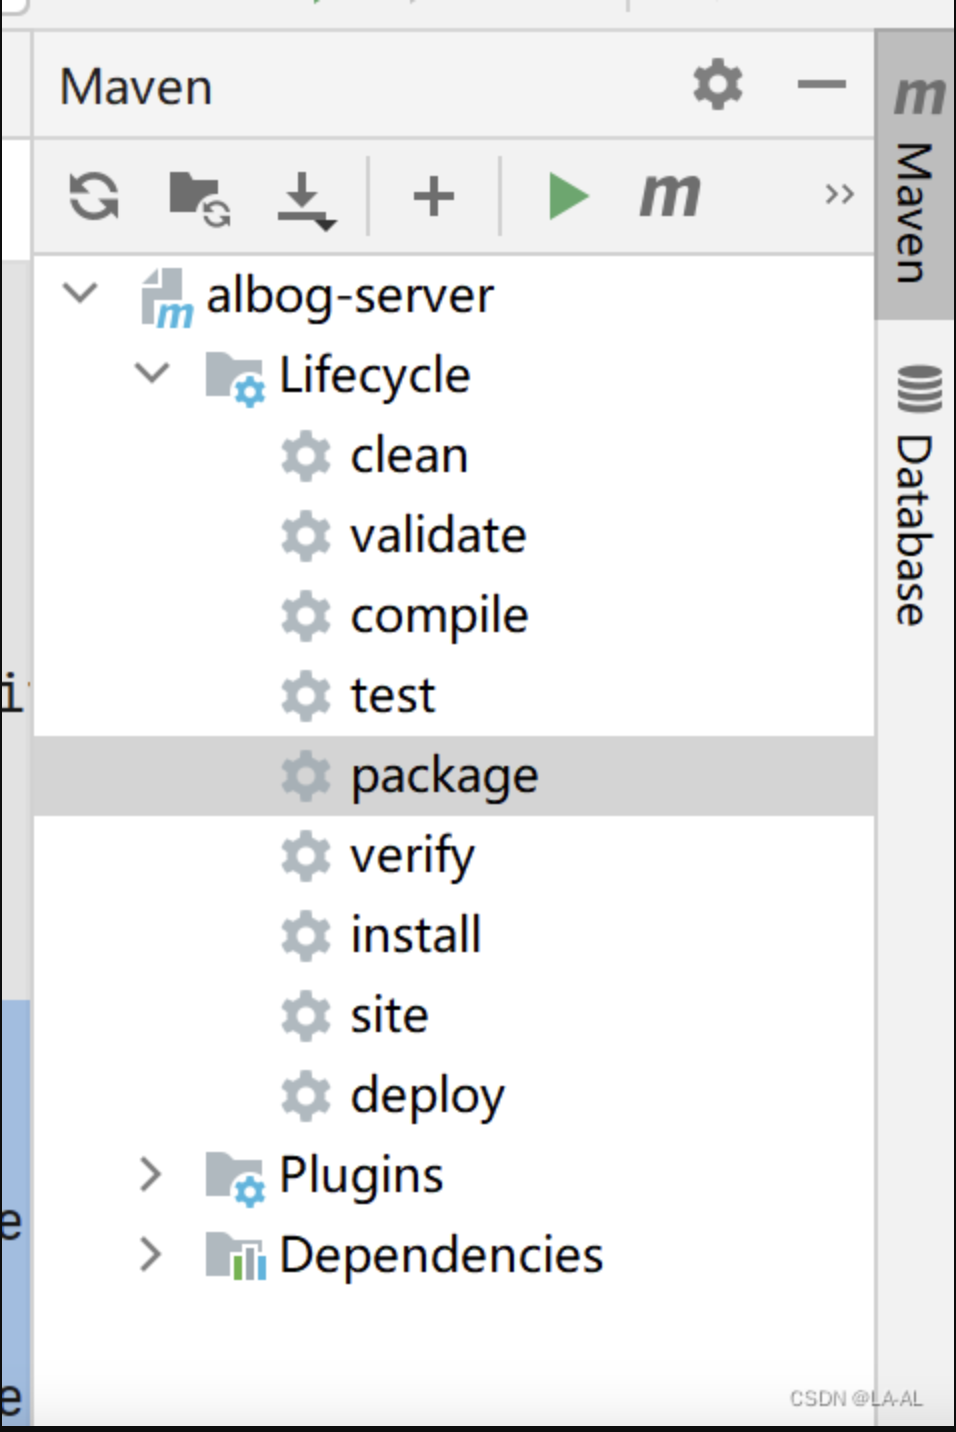 Maven
m
Maven
m
albog-server
Lifecycle
clean
validate
compile
test
package
verify
install
site
deploy
Plugins
Dependencies
Database
e
e
CSDN @LA-AL